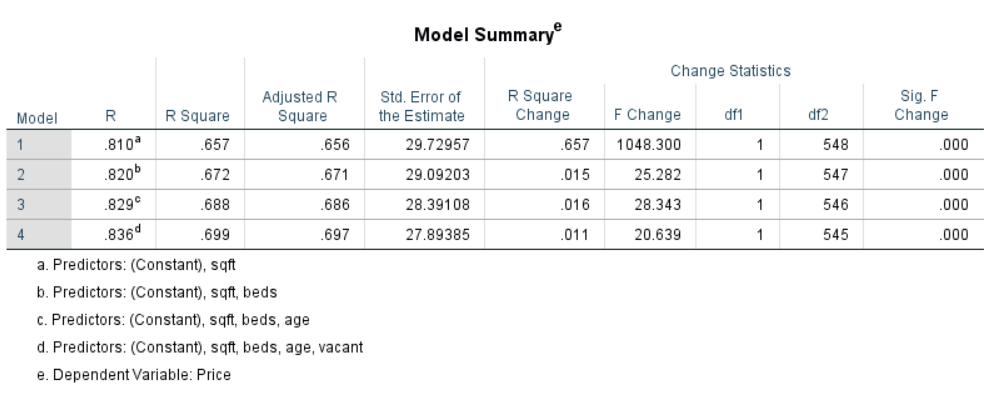 Model Summary^e
Change Statistics
Model R R Square Adjusted R Square Std. Error of the Estimate R Square Change F Change df1 df2 Sig. F Change
1 .810^a .657 .656 29.72957 .657 1048.300 1 548 .000
2 .820^b .672 .671 29.09203 .015 25.282 1 547 .000
3 .829^c .688 .686 28.39108 .016 28.343 1 546 .000
4 .836^d .699 .697 27.89385 .011 20.639 1 545 .000
a. Predictors: (Constant), sqft
b. Predictors: (Constant), sqft, beds
c. Predictors: (Constant), sqft, beds, age
d. Predictors: (Constant), sqft, beds, age, vacant
e. Dependent Variable: Price